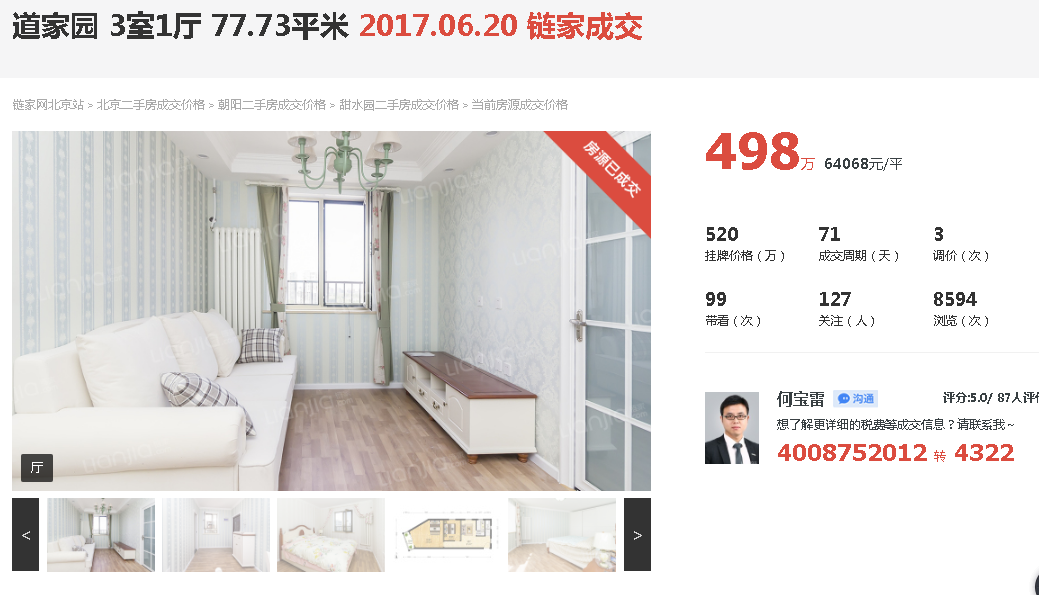 道家园 3室1厅 77.73平米 2017.06.20 链家成交
链家网北京站 > 北京二手房成交价格 > 朝阳二手房成交价格 > 甜水园二手房成交价格 > 当前房源成交价格
房源已成交
lianjia
厅
<
>
498万 64068元/平
520 71 3
挂牌价格（万） 成交周期（天） 调价（次）
99 127 8594
带看（次） 关注（人） 浏览（次）
何宝雷 沟通 评分:5.0/ 87人评
想了解更详细的税费等成交信息？请联系我~
4008752012 转 4322